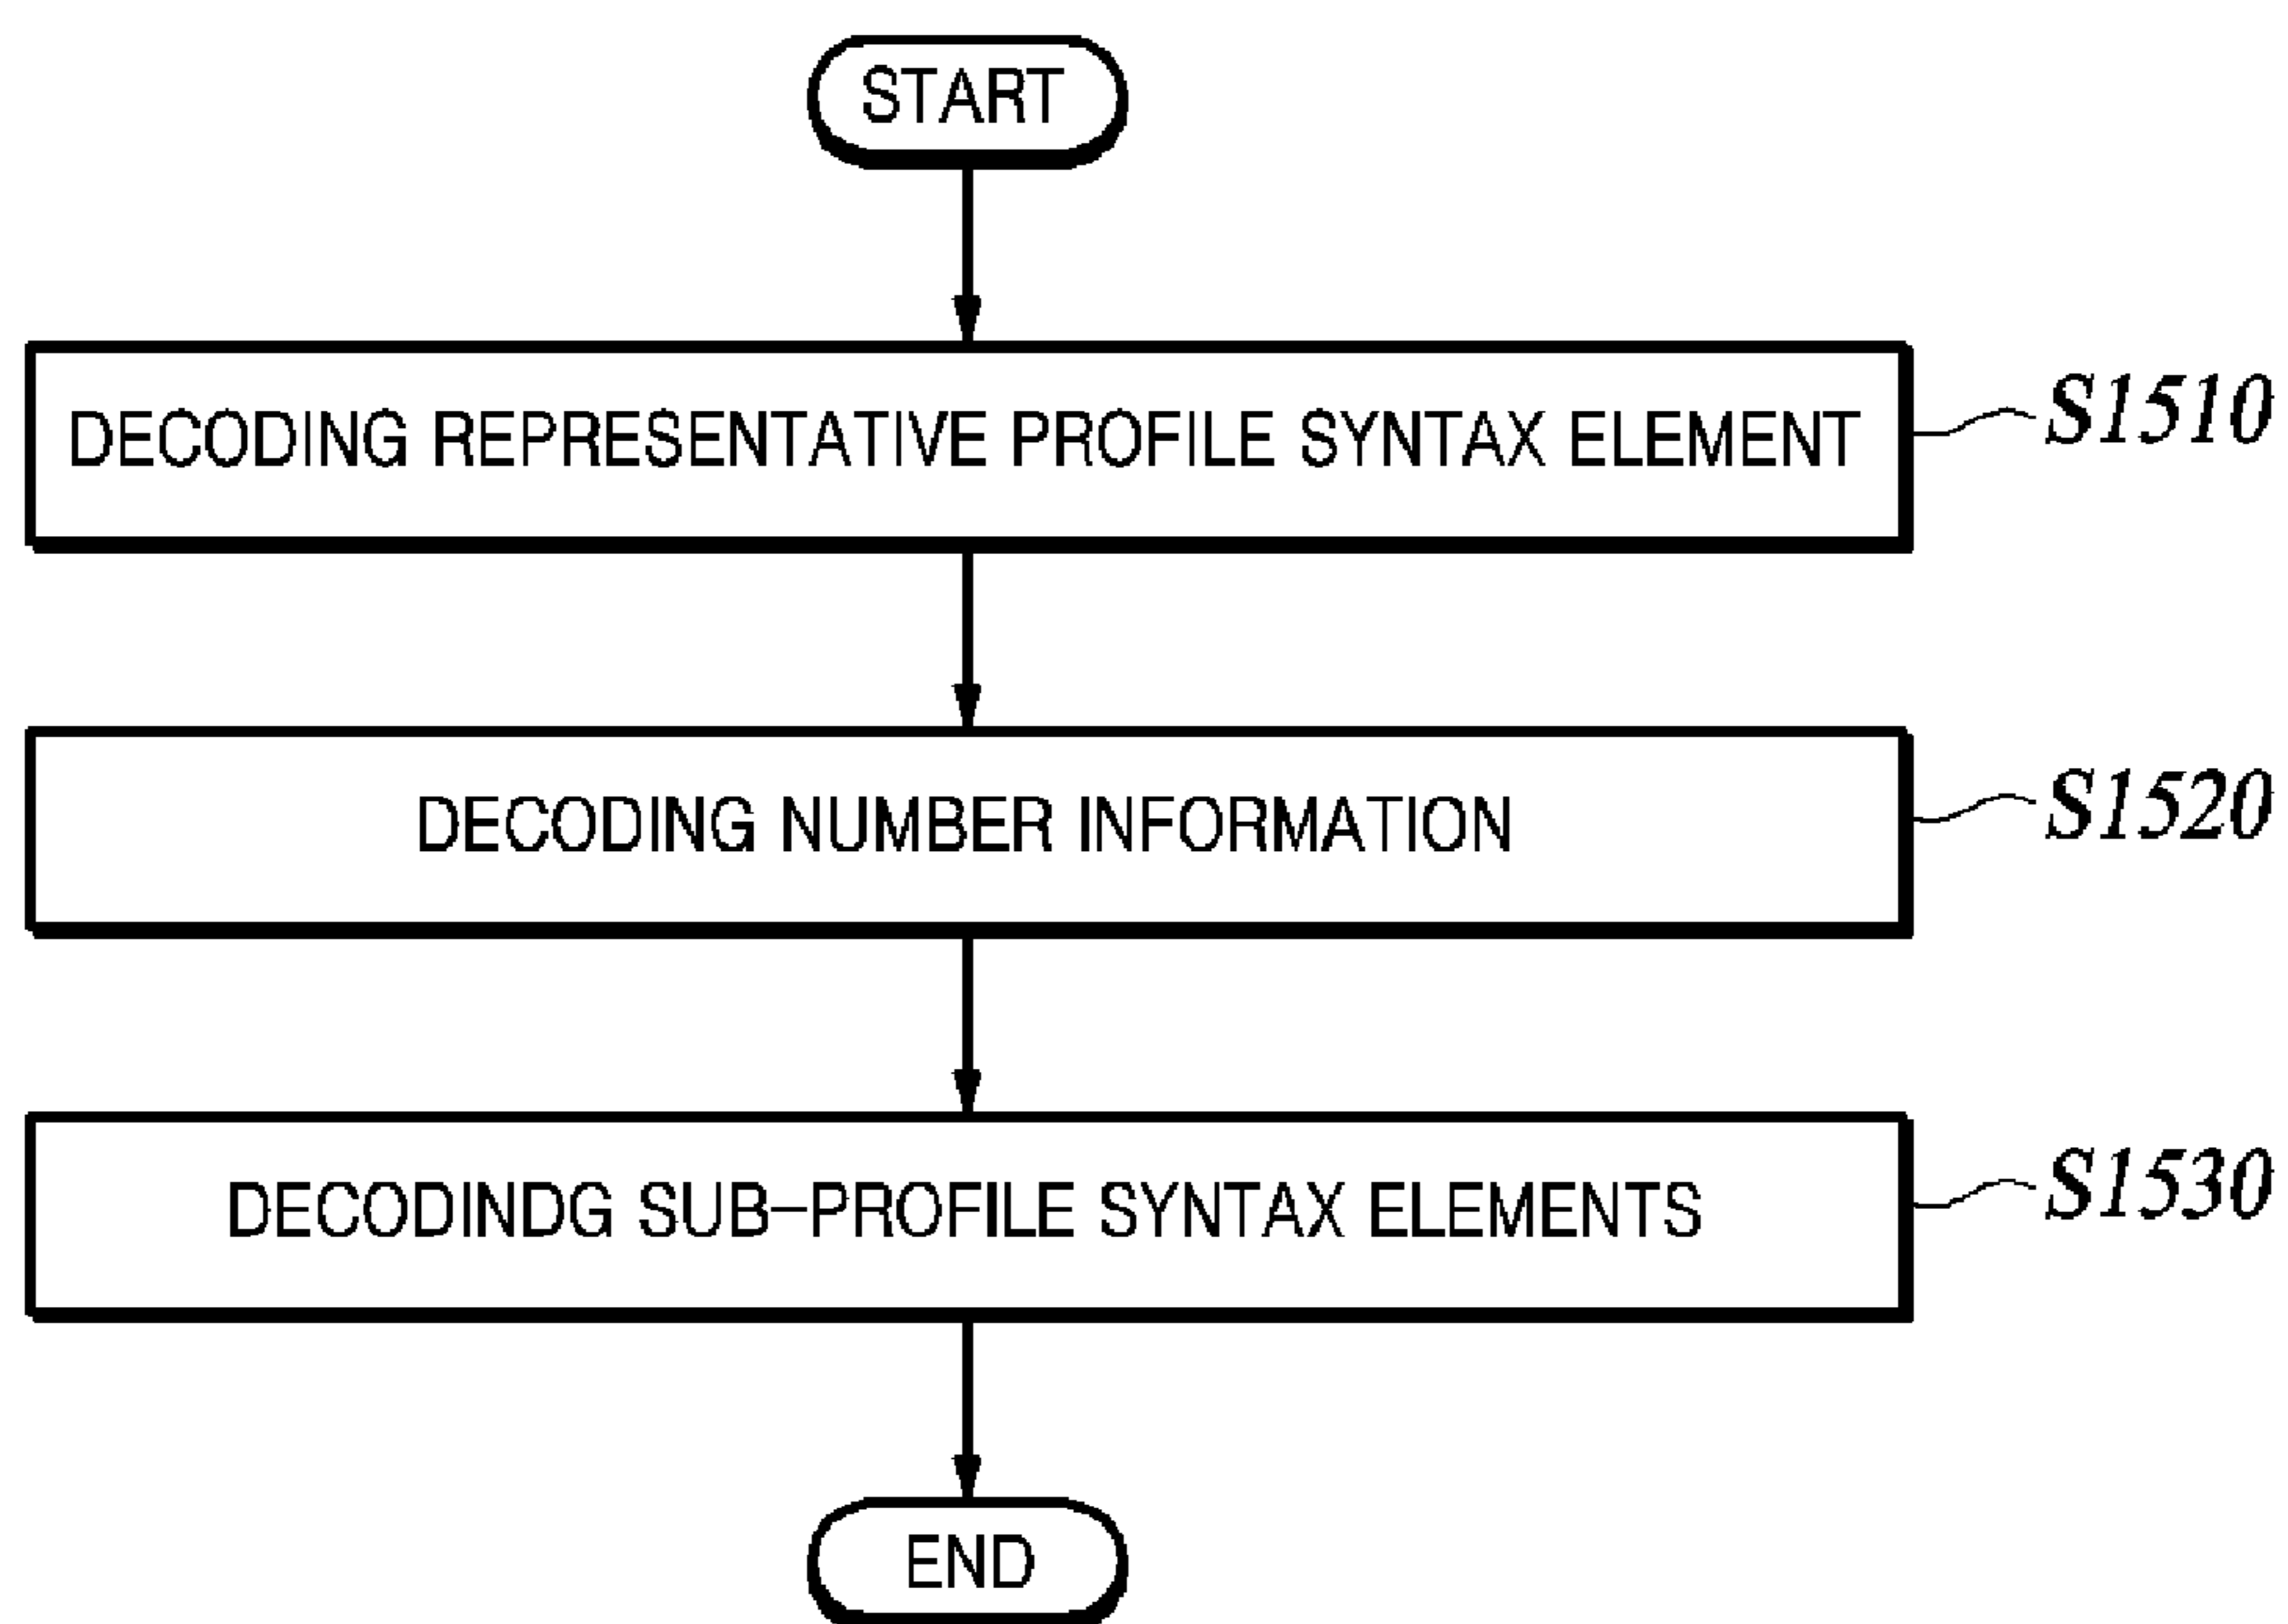 START
DECODING REPRESENTATIVE PROFILE SYNTAX ELEMENT
S1510
DECODING NUMBER INFORMATION
S1520
DECODINDG SUB-PROFILE SYNTAX ELEMENTS
S1530
END